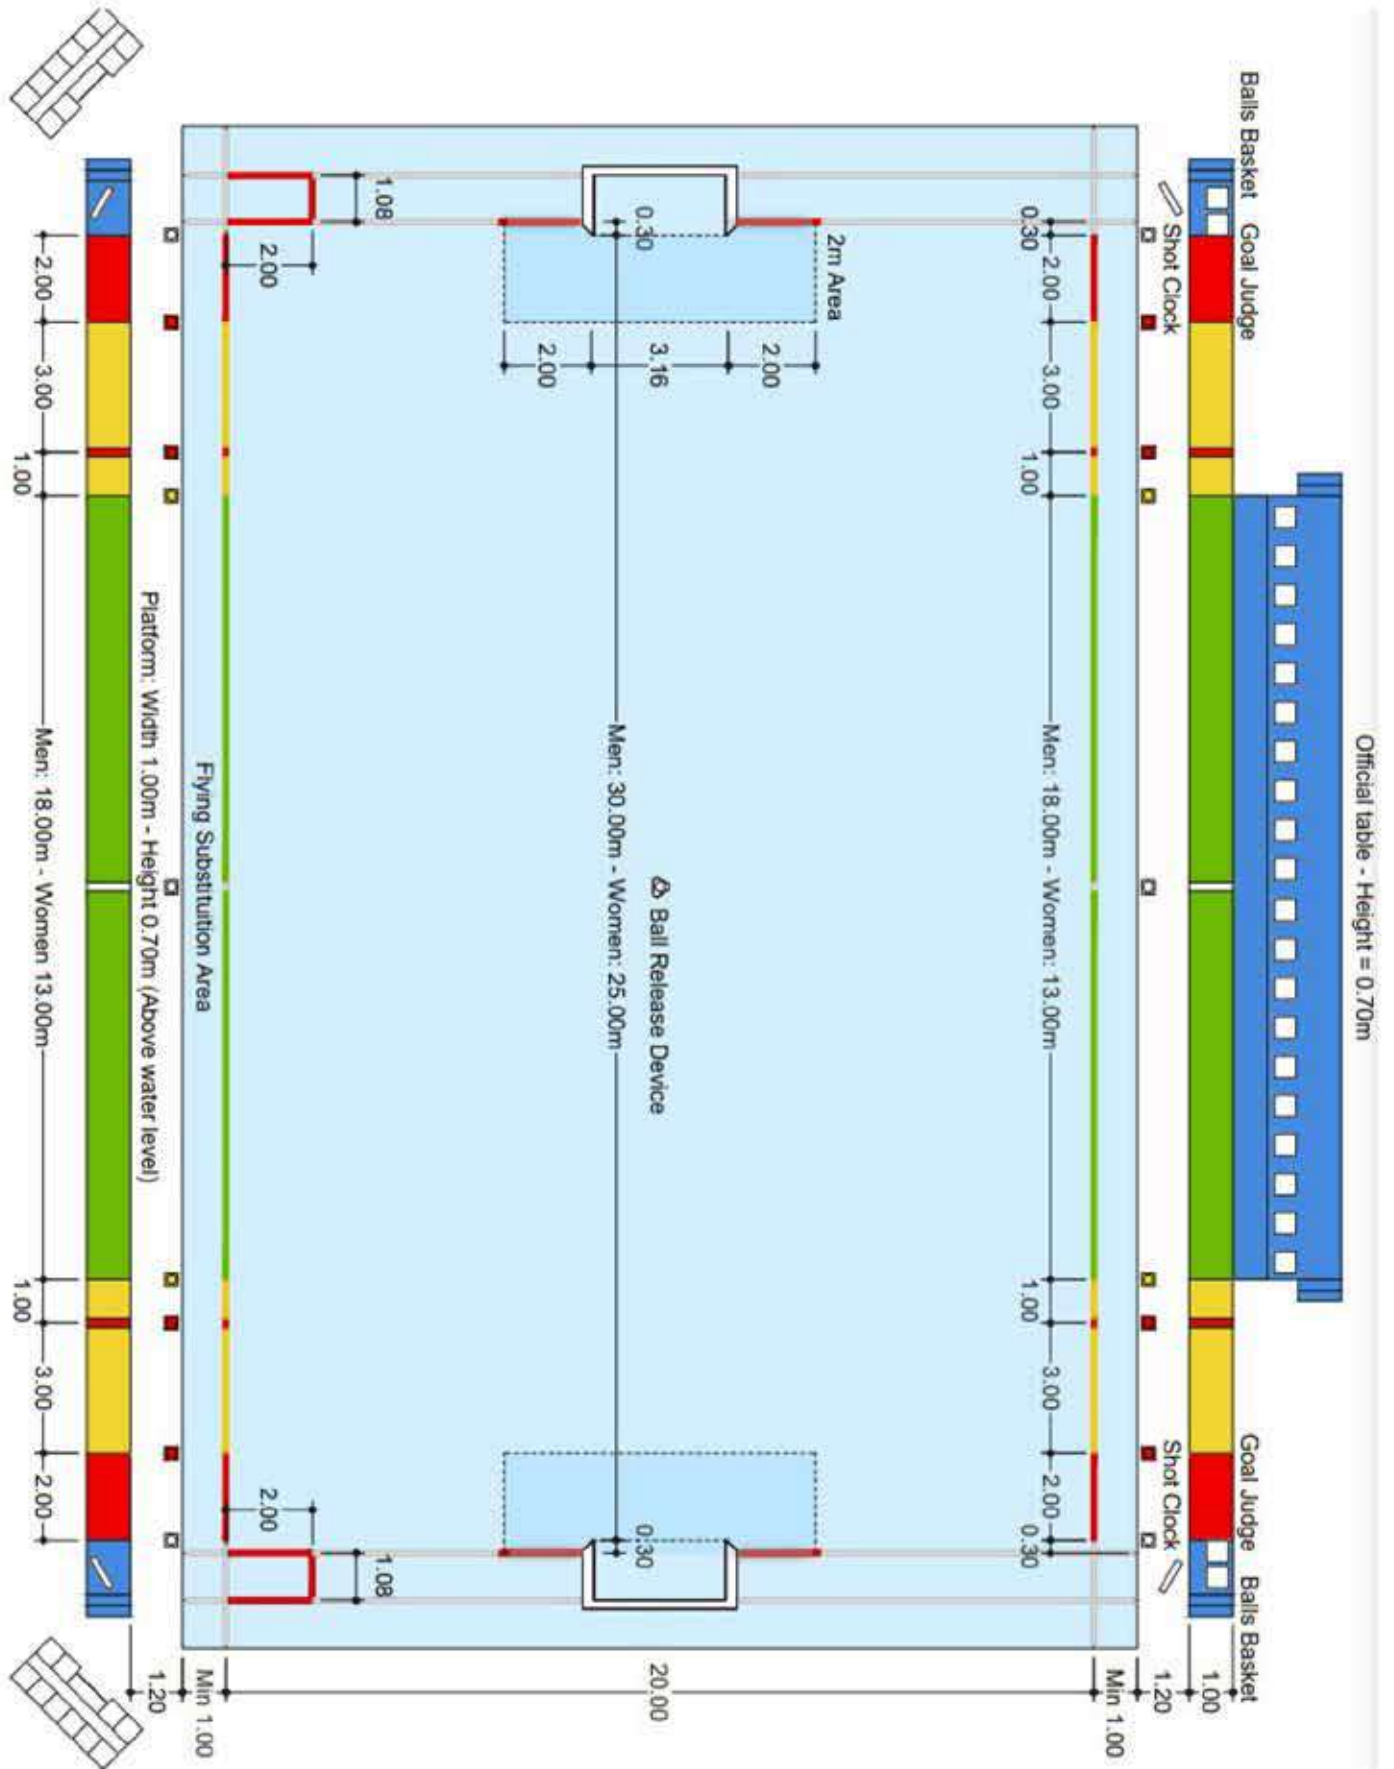 Official table - Height = 0.70m
Balls Basket Goal Judge Goal Judge Balls Basket
1.00
Shot Clock Shot Clock 1.20
Min 1.00
2.00 3.00 Men: 18.00m - Women: 13.00m 3.00 2.00
0.30 1.00 1.00 0.30
2m Area
2.00
3.16 Ball Release Device 20.00
0.30 0.30
Men: 30.00m - Women: 25.00m
2.00
1.08 1.08
2.00 2.00
Flying Substituition Area Min 1.00
Platform: Width 1.00m - Height 0.70m (Above water level) 1.20
2.00 3.00 Men: 18.00m - Women 13.00m 3.00 2.00
1.00 1.00